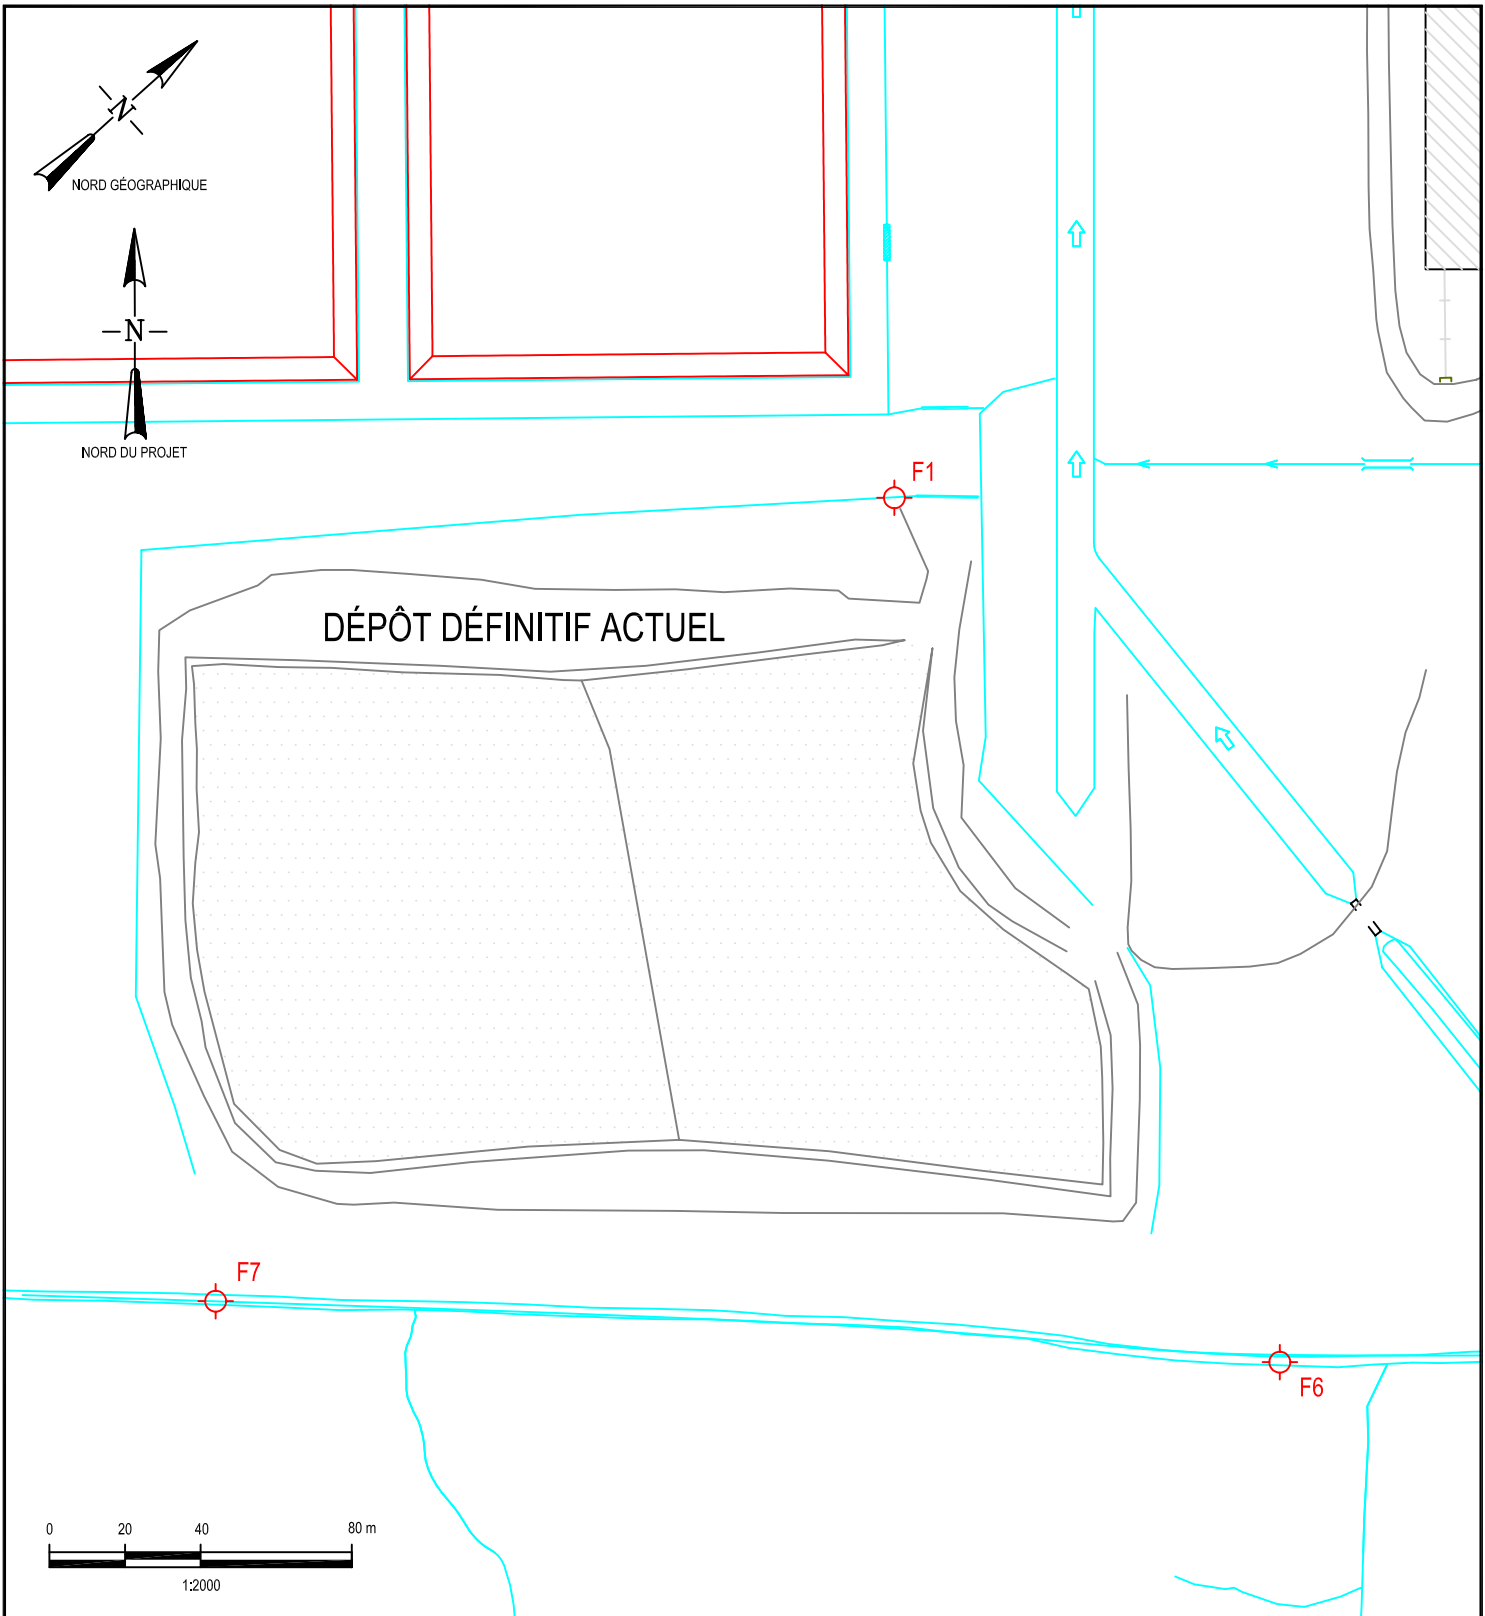 N
NORD GÉOGRAPHIQUE
N
NORD DU PROJET
F1
DÉPÔT DÉFINITIF ACTUEL
F7
F6
0 20 40 80 m
1:2000